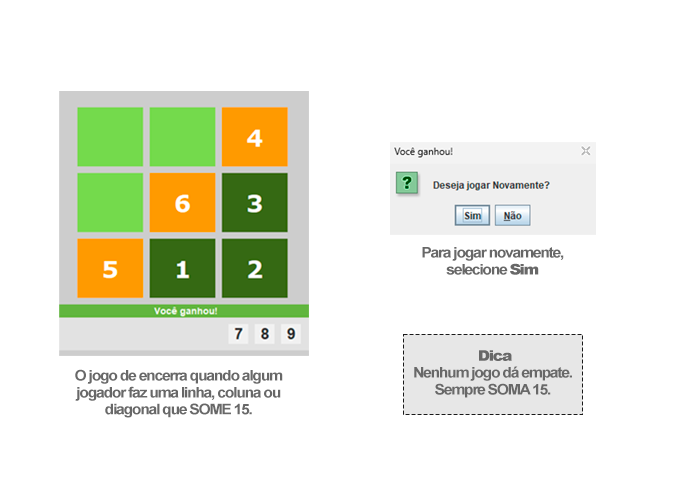 4
6 3
5 1 2
Você ganhou!
7 8 9
O jogo de encerra quando algum
jogador faz uma linha, coluna ou
diagonal que SOME 15.
Você ganhou!
?
Deseja jogar Novamente?
Sim Não
Para jogar novamente,
selecione Sim
Dica
Nenhum jogo dá empate.
Sempre SOMA 15.